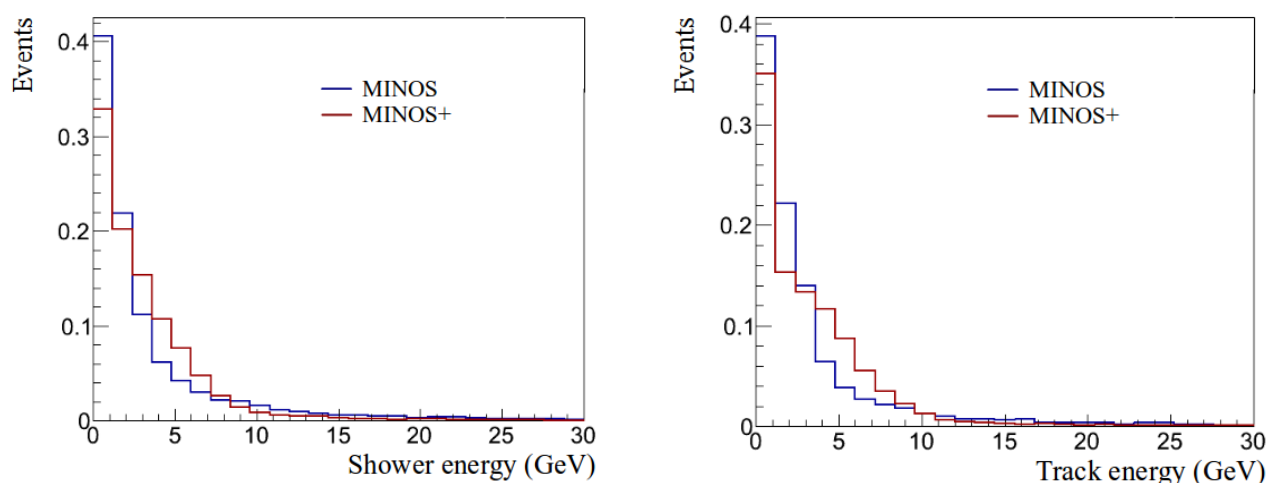 Events
0.4
0.3
0.2
0.1
0
MINOS
MINOS+
0 5 10 15 20 25 30
Shower energy (GeV)
Events
0.4
0.3
0.2
0.1
0
MINOS
MINOS+
0 5 10 15 20 25 30
Track energy (GeV)